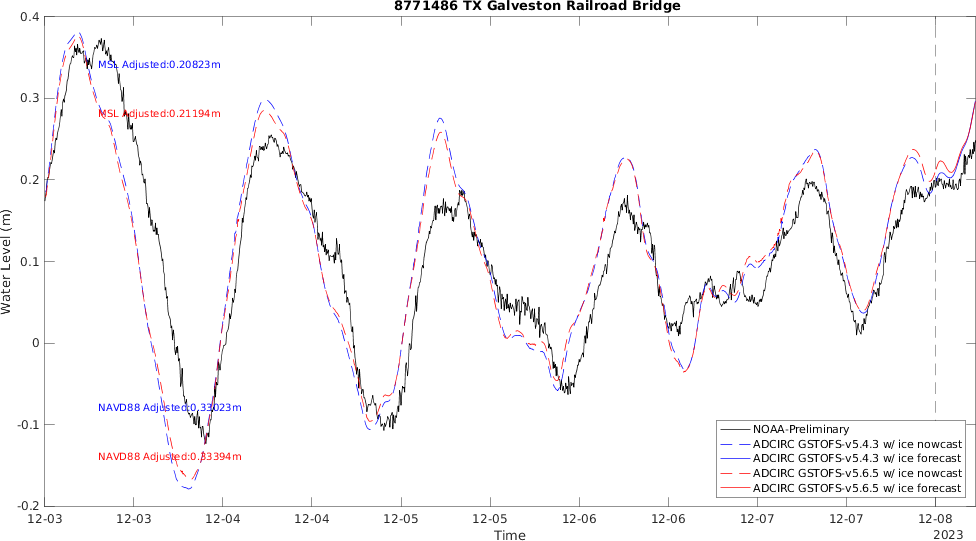 8771486 TX Galveston Railroad Bridge
0.4
MSL Adjusted:0.20823m
0.3
MSL Adjusted:0.21194m
0.2
Water Level (m)
0.1
0
NAVD88 Adjusted:0.33023m
-0.1
NAVD88 Adjusted:0.33394m
-0.2
NOAA-Preliminary
ADCIRC GSTOFS-v5.4.3 w/ ice nowcast
ADCIRC GSTOFS-v5.4.3 w/ ice forecast
ADCIRC GSTOFS-v5.6.5 w/ ice nowcast
ADCIRC GSTOFS-v5.6.5 w/ ice forecast
12-03 12-03 12-04 12-04 12-05 12-05 12-06 12-06 12-07 12-07 12-08
Time 2023